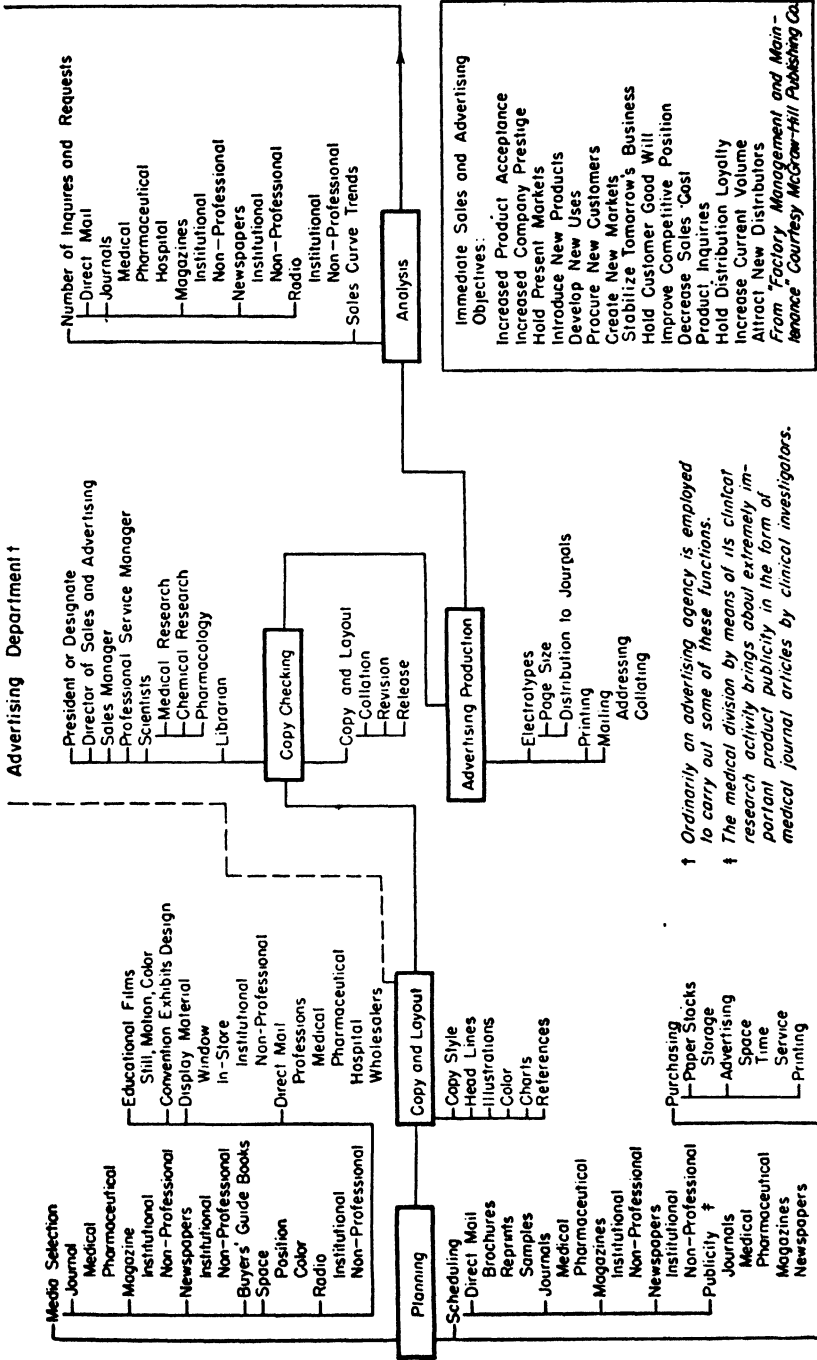 Advertising Department†
Media Selection
Journal
Medical
Pharmaceutical
Magazine
Institutional
Non-Professional
Newspapers
Institutional
Non-Professional
Buyers' Guide Books
Space
Position
Color
Radio
Institutional
Non-Professional
Educational Films
Still, Motion, Color
Convention Exhibits Design
Display Material
Window
In-Store
Institutional
Non-Professional
Direct Mail
Professions
Medical
Pharmaceutical
Hospital
Wholesalers
Planning
Scheduling
Direct Mail
Brochures
Reprints
Samples
Journals
Medical
Pharmaceutical
Magazines
Institutional
Non-Professional
Newspapers
Institutional
Non-Professional
Publicity ‡
Journals
Medical
Pharmaceutical
Magazines
Newspapers
Purchasing
Paper Stocks
Storage
Advertising
Space
Time
Service
Printing
Copy and Layout
Copy Style
Head Lines
Illustrations
Color
Charts
References
President or Designate
Director of Sales and Advertising
Sales Manager
Professional Service Manager
Scientists
Medical Research
Chemical Research
Pharmacology
Librarian
Copy Checking
Copy and Layout
Collation
Revision
Release
Advertising Production
Electrotypes
Page Size
Distribution to Journals
Printing
Mailing
Addressing
Collating
Number of Inquires and Requests
Direct Mail
Journals
Medical
Pharmaceutical
Hospital
Magazines
Institutional
Non-Professional
Newspapers
Institutional
Non-Professional
Radio
Institutional
Non-Professional
Sales Curve Trends
Analysis
† Ordinarily an advertising agency is employed
to carry out some of these functions.
‡ The medical division by means of its clinical
research activity brings about extremely im-
portant product publicity in the form of
medical journal articles by clinical investigators.
Immediate Sales and Advertising
Objectives:
Increased Product Acceptance
Increased Company Prestige
Hold Present Markets
Introduce New Products
Develop New Uses
Procure New Customers
Create New Markets
Stabilize Tomorrow's Business
Hold Customer Good Will
Improve Competitive Position
Decrease Sales Cost
Product Inquiries
Hold Distribution Loyalty
Increase Current Volume
Attract New Distributors
From "Factory Management and Main-
tenance" Courtesy McGraw-Hill Publishing Co.